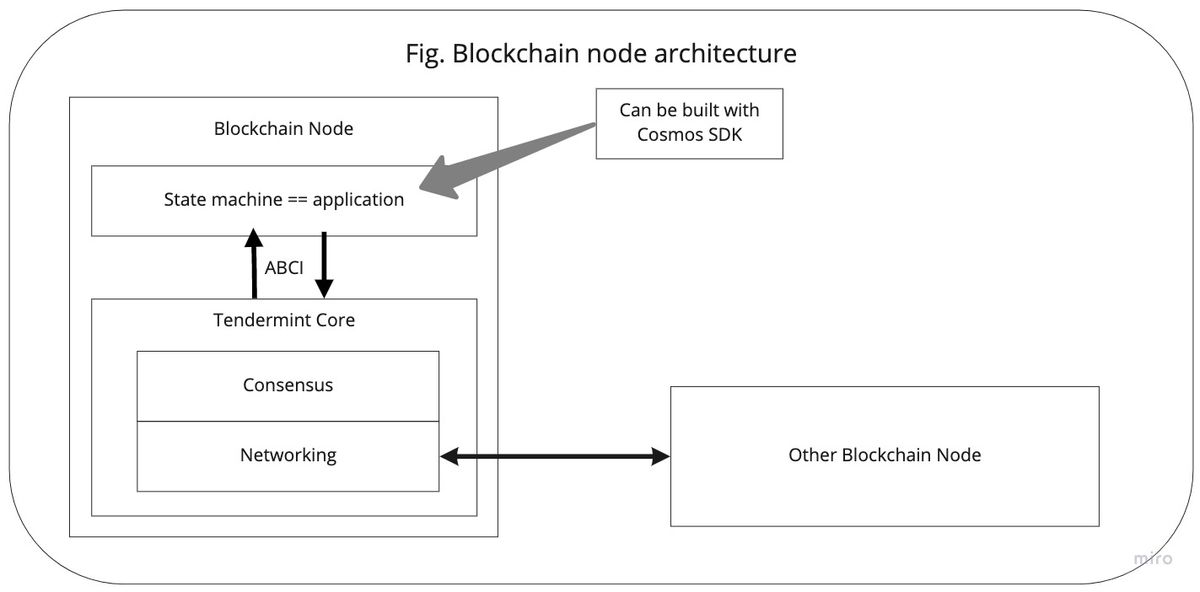 Fig. Blockchain node architecture
Can be built with
Cosmos SDK
Blockchain Node
State machine == application
ABCI
Tendermint Core
Consensus
Networking
Other Blockchain Node
miro